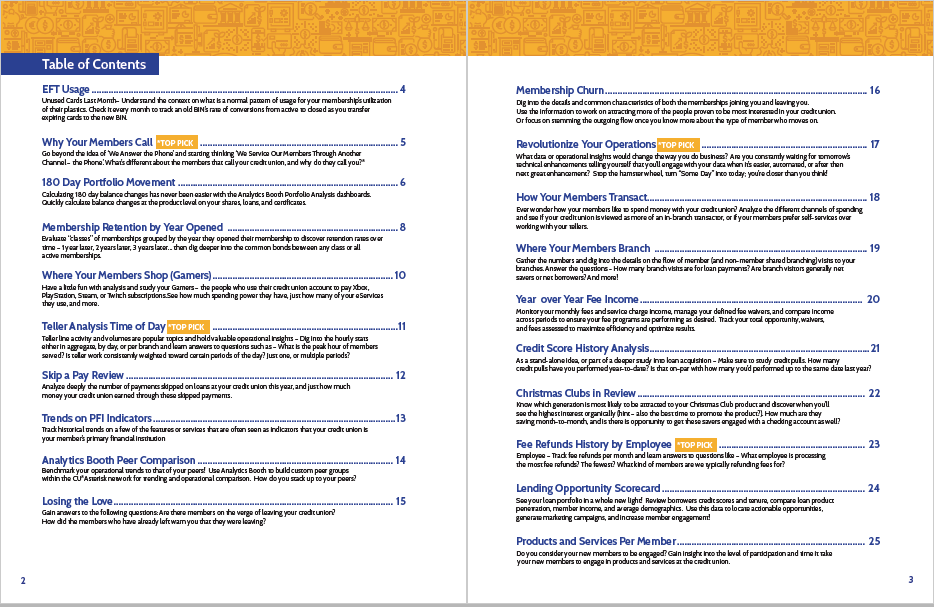 Table of Contents
EFT Usage 4
Unused Cards Last Month– Understand the context on what is a normal pattern of usage for your membership's utilization
of their plastics. Check it every month to track an old BIN's rate of conversions from active to closed as you transfer
expiring cards to the new BIN.
Why Your Members Call *TOP PICK 5
Go beyond the idea of 'We Answer the Phone' and starting thinking 'We Service Our Members Through Another
Channel – the Phone'. What's different about the members that call your credit union, and why do they call you?"
180 Day Portfolio Movement 6
Calculating 180 day balance changes has never been easier with the Analytics Booth Portfolio Analysis dashboards.
Quickly calculate balance changes at the product level on your shares, loans, and certificates.
Membership Retention by Year Opened 8
Evaluate "classes" of memberships grouped by the year they opened their membership to discover retention rates over
time – 1 year later, 2 years later, 3 years later... then dig deeper into the common bonds between any class or all
active memberships.
Where Your Members Shop (Gamers) 10
Have a little fun with analysis and study your Gamers – the people who use their credit union account to pay Xbox,
PlayStation, Steam, or Twitch subscriptions.See how much spending power they have, just how many of your eServices
they use, and more.
Teller Analysis Time of Day *TOP PICK 11
Teller line activity and volumes are popular topics and hold valuable operational insights – Dig into the hourly stats
either in aggregate, by day, or per branch and learn answers to questions such as – What is the peak hour of members
served? Is teller work consistently weighted toward certain periods of the day? Just one, or multiple periods?
Skip a Pay Review 12
Analyze deeply the number of payments skipped on loans at your credit union this year, and just how much
money your credit union earned through these skipped payments.
Trends on PFI Indicators 13
Track historical trends on a few of the features or services that are often seen as indicators that your credit union is
your member's primary financial institution
Analytics Booth Peer Comparison 14
Benchmark your operational trends to that of your peers! Use Analytics Booth to build custom peer groups
within the CU*Asterisk network for trending and operational comparison. How do you stack up to your peers?
Losing the Love 15
Gain answers to the following questions: Are there members on the verge of leaving your credit union?
How did the members who have already left warn you that they were leaving?
2
Membership Churn 16
Dig into the details and common characteristics of both the memberships joining you and leaving you.
Use the information to work on attracting more of the people proven to be most interested in your credit union.
Or focus on stemming the outgoing flow once you know more about the type of member who moves on.
Revolutionize Your Operations *TOP PICK 17
What data or operational insights would change the way you do business? Are you constantly waiting for tomorrow's
technical enhancements telling yourself that you'll engage with your data when it's easier, automated, or after then
next great enhancement? Stop the hamster wheel, turn "Some Day" into today; you're closer than you think!
How Your Members Transact 18
Ever wonder how your members like to spend money with your credit union? Analyze the different channels of spending
and see if your credit union is viewed as more of an in-branch transactor, or if your members prefer self-services over
working with your tellers.
Where Your Members Branch 19
Gather the numbers and dig into the details on the flow of member (and non-member shared branching) visits to your
branches. Answer the questions – How many branch visits are for loan payments? Are branch visitors generally net
savers or net borrowers? And more!
Year over Year Fee Income 20
Monitor your monthly fees and service charge income, manage your defined fee waivers, and compare income
across periods to ensure your fee programs are performing as desired. Track your total opportunity, waivers,
and fees assessed to maximize efficiency and optimize results.
Credit Score History Analysis 21
As a stand-alone idea, or part of a deeper study into loan acquisition – Make sure to study credit pulls. How many
credit pulls have you performed year-to-date? Is that on-par with how many you'd performed up to the same date last year?
Christmas Clubs in Review 22
Know which generation is most likely to be attracted to your Christmas Club product and discover when you'll
see the highest interest organically (hint – also the best time to promote the product?). How much are they
saving month-to-month, and is there is opportunity to get these savers engaged with a checking account as well?
Fee Refunds History by Employee *TOP PICK 23
Employee – Track fee refunds per month and learn answers to questions like – What employee is processing
the most fee refunds? The fewest? What kind of members are we typically refunding fees for?
Lending Opportunity Scorecard 24
See your loan portfolio in a whole new light! Review borrowers credit scores and tenure, compare loan product
penetration, member income, and average demographics. Use this data to locate actionable opportunities,
generate marketing campaigns, and increase member engagement!
Products and Services Per Member 25
Do you consider your new members to be engaged? Gain insight into the level of participation and time it take
your new members to engage in products and services at the credit union.
3